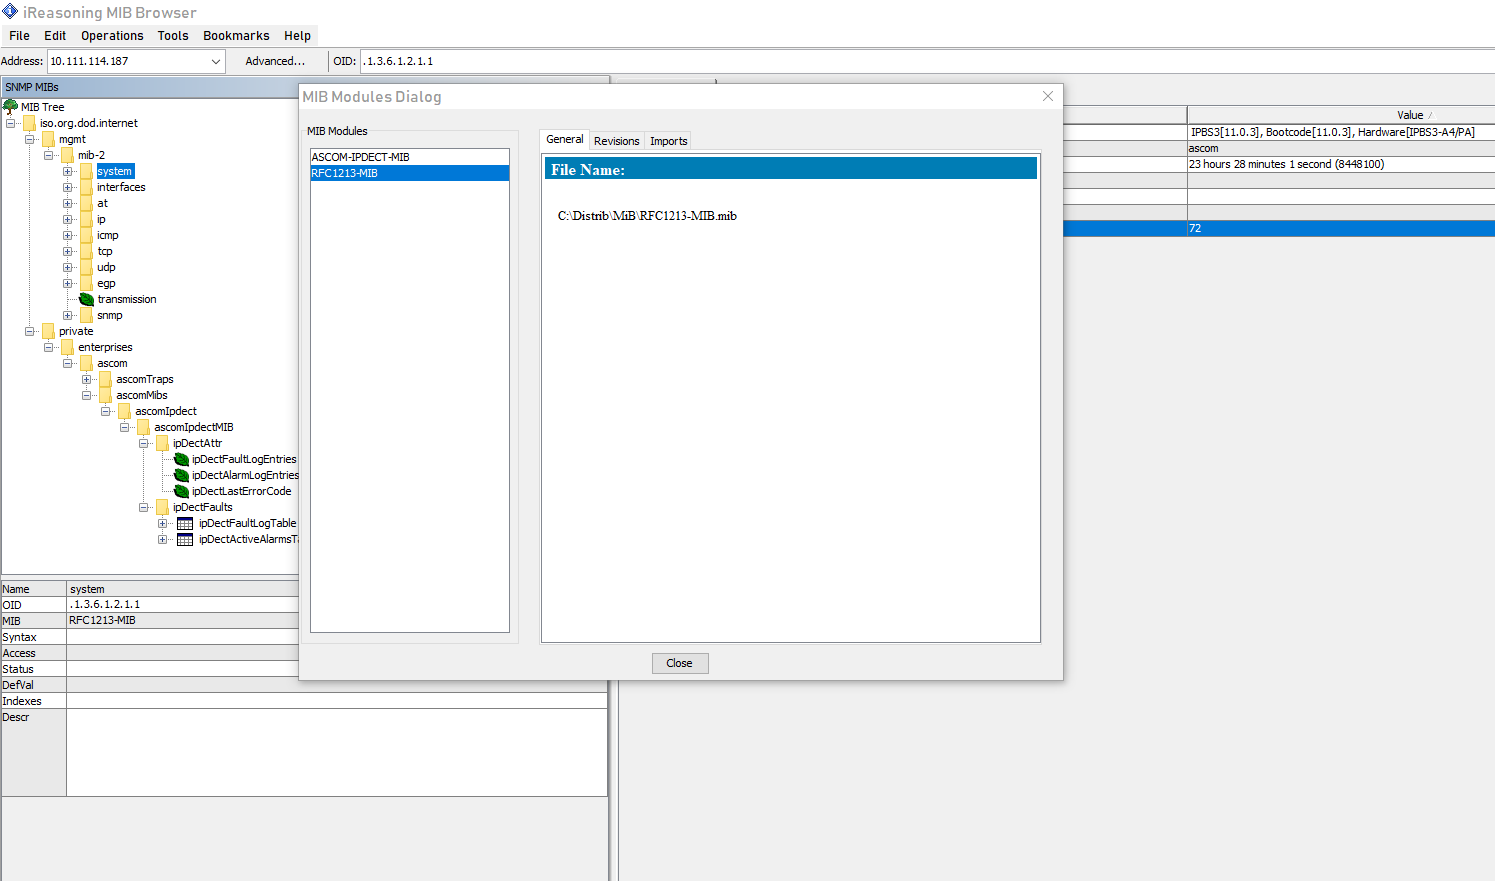 iReasoning MIB Browser
File Edit Operations Tools Bookmarks Help
Address: 10.111.114.187 Advanced... OID: .1.3.6.1.2.1.1
SNMP MIBs
MIB Tree
iso.org.dod.internet
mgmt
mib-2
system
interfaces
at
ip
icmp
tcp
udp
egp
transmission
snmp
private
enterprises
ascom
ascomTraps
ascomMibs
ascomIpdect
ascomIpdectMIB
ipDectAttr
ipDectFaultLogEntries
ipDectAlarmLogEntries
ipDectLastErrorCode
ipDectFaults
ipDectFaultLogTable
ipDectActiveAlarmsTa
Name system
OID .1.3.6.1.2.1.1
MIB RFC1213-MIB
Syntax
Access
Status
DefVal
Indexes
Descr
MIB Modules Dialog
MIB Modules
ASCOM-IPDECT-MIB
RFC1213-MIB
General Revisions Imports
File Name:
C:\Distrib\MiB\RFC1213-MIB.mib
Close
Value
IPBS3[11.0.3], Bootcode[11.0.3], Hardware[IPBS3-A4/PA]
ascom
23 hours 28 minutes 1 second (8448100)
72